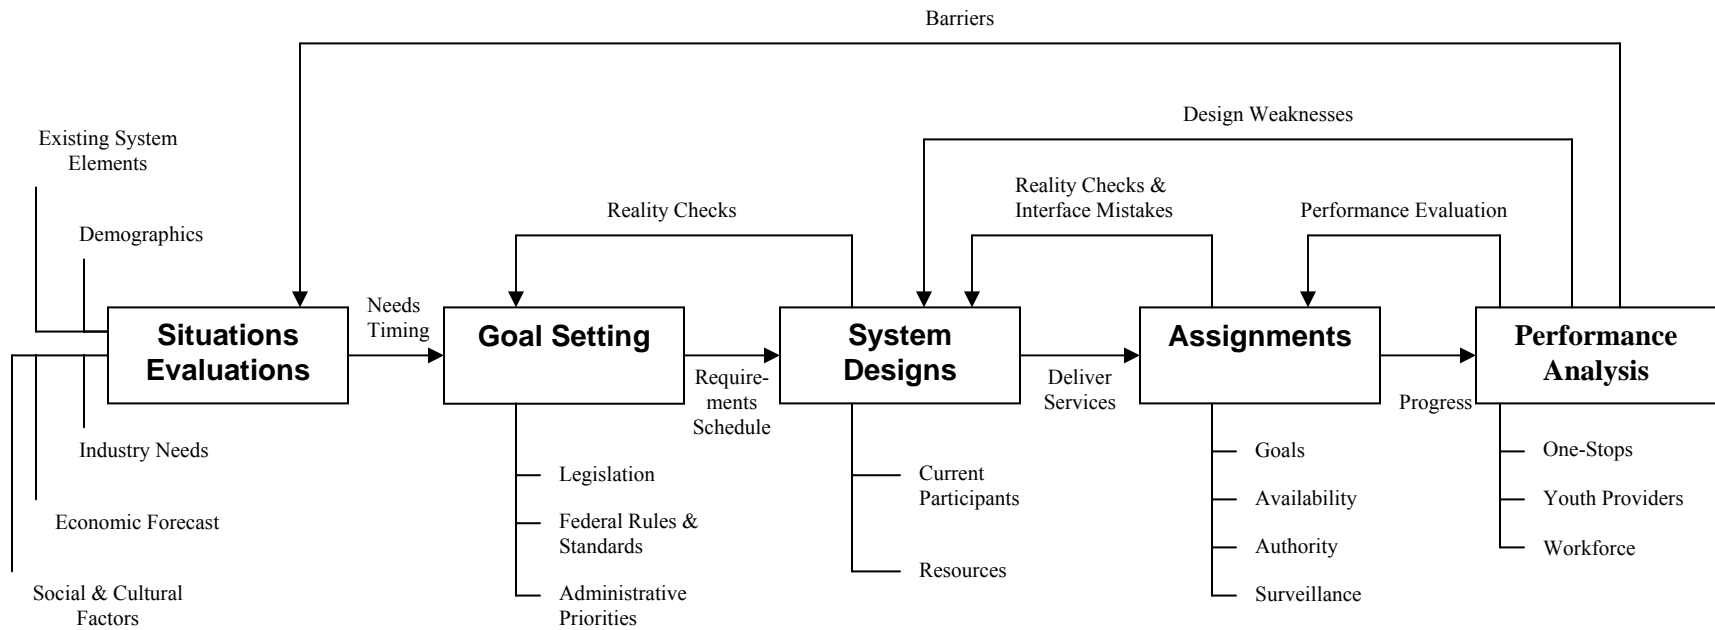 Barriers
Design Weaknesses
Existing System
Elements
Reality Checks &
Interface Mistakes
Reality Checks
Performance Evaluation
Demographics
Needs
Timing
Situations
Evaluations
Goal Setting
System
Designs
Assignments
Performance
Analysis
Require-
ments
Schedule
Deliver
Services
Progress
Industry Needs
Economic Forecast
Social & Cultural
Factors
Legislation
Federal Rules &
Standards
Administrative
Priorities
Current
Participants
Resources
Goals
Availability
Authority
Surveillance
One-Stops
Youth Providers
Workforce